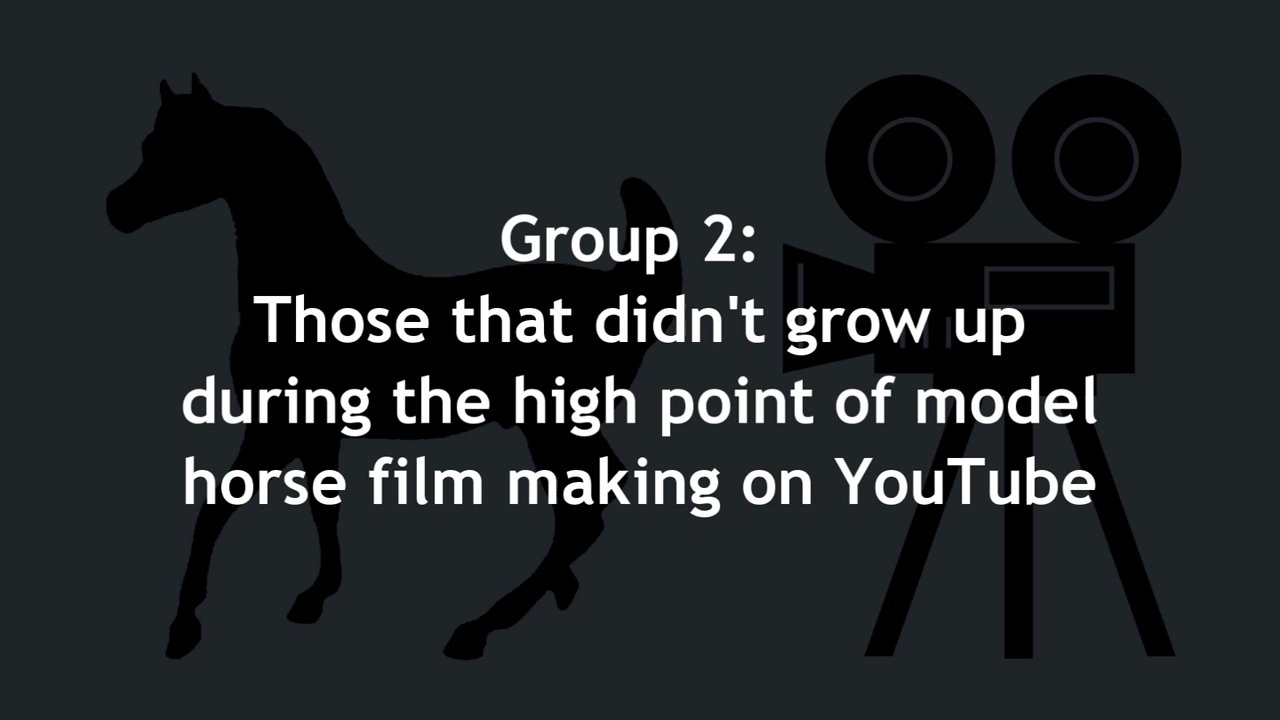 Group 2:
Those that didn't grow up
during the high point of model
horse film making on YouTube